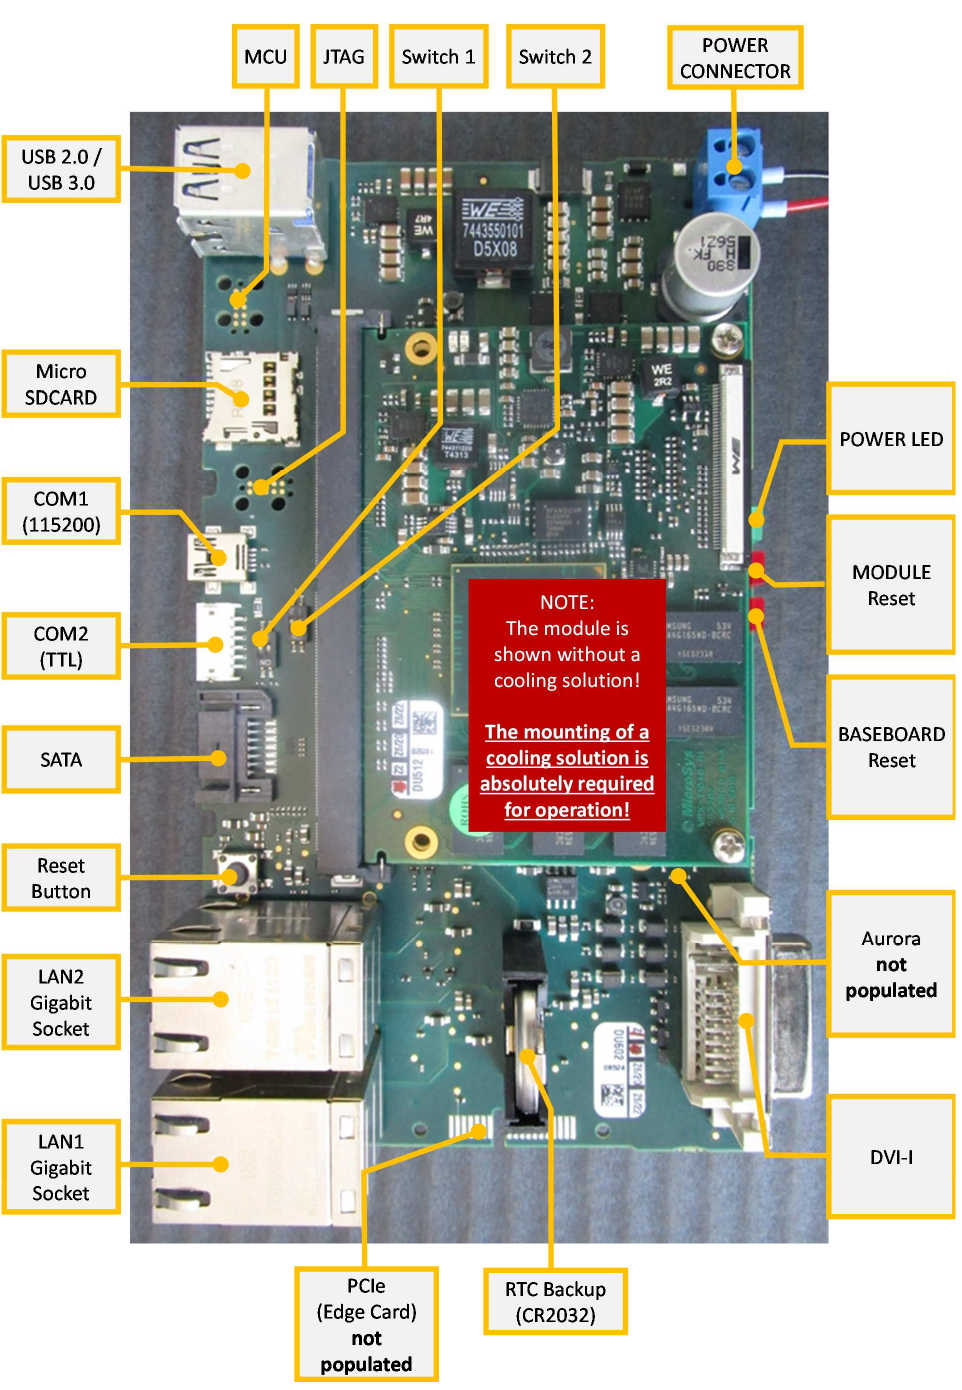 MCU
JTAG
Switch 1
Switch 2
POWER
CONNECTOR
USB 2.0 /
USB 3.0
Micro
SDCARD
COM1
(115200)
COM2
(TTL)
SATA
Reset
Button
LAN2
Gigabit
Socket
LAN1
Gigabit
Socket
POWER LED
MODULE
Reset
BASEBOARD
Reset
Aurora
not
populated
DVI-I
PCIe
(Edge Card)
not
populated
RTC Backup
(CR2032)
NOTE:
The module is
shown without a
cooling solution!
The mounting of a
cooling solution is
absolutely required
for operation!
WE
7443550101
D5X08
WE
4R7
WE
2R2
T4313
DU512
DU602
MicroSys